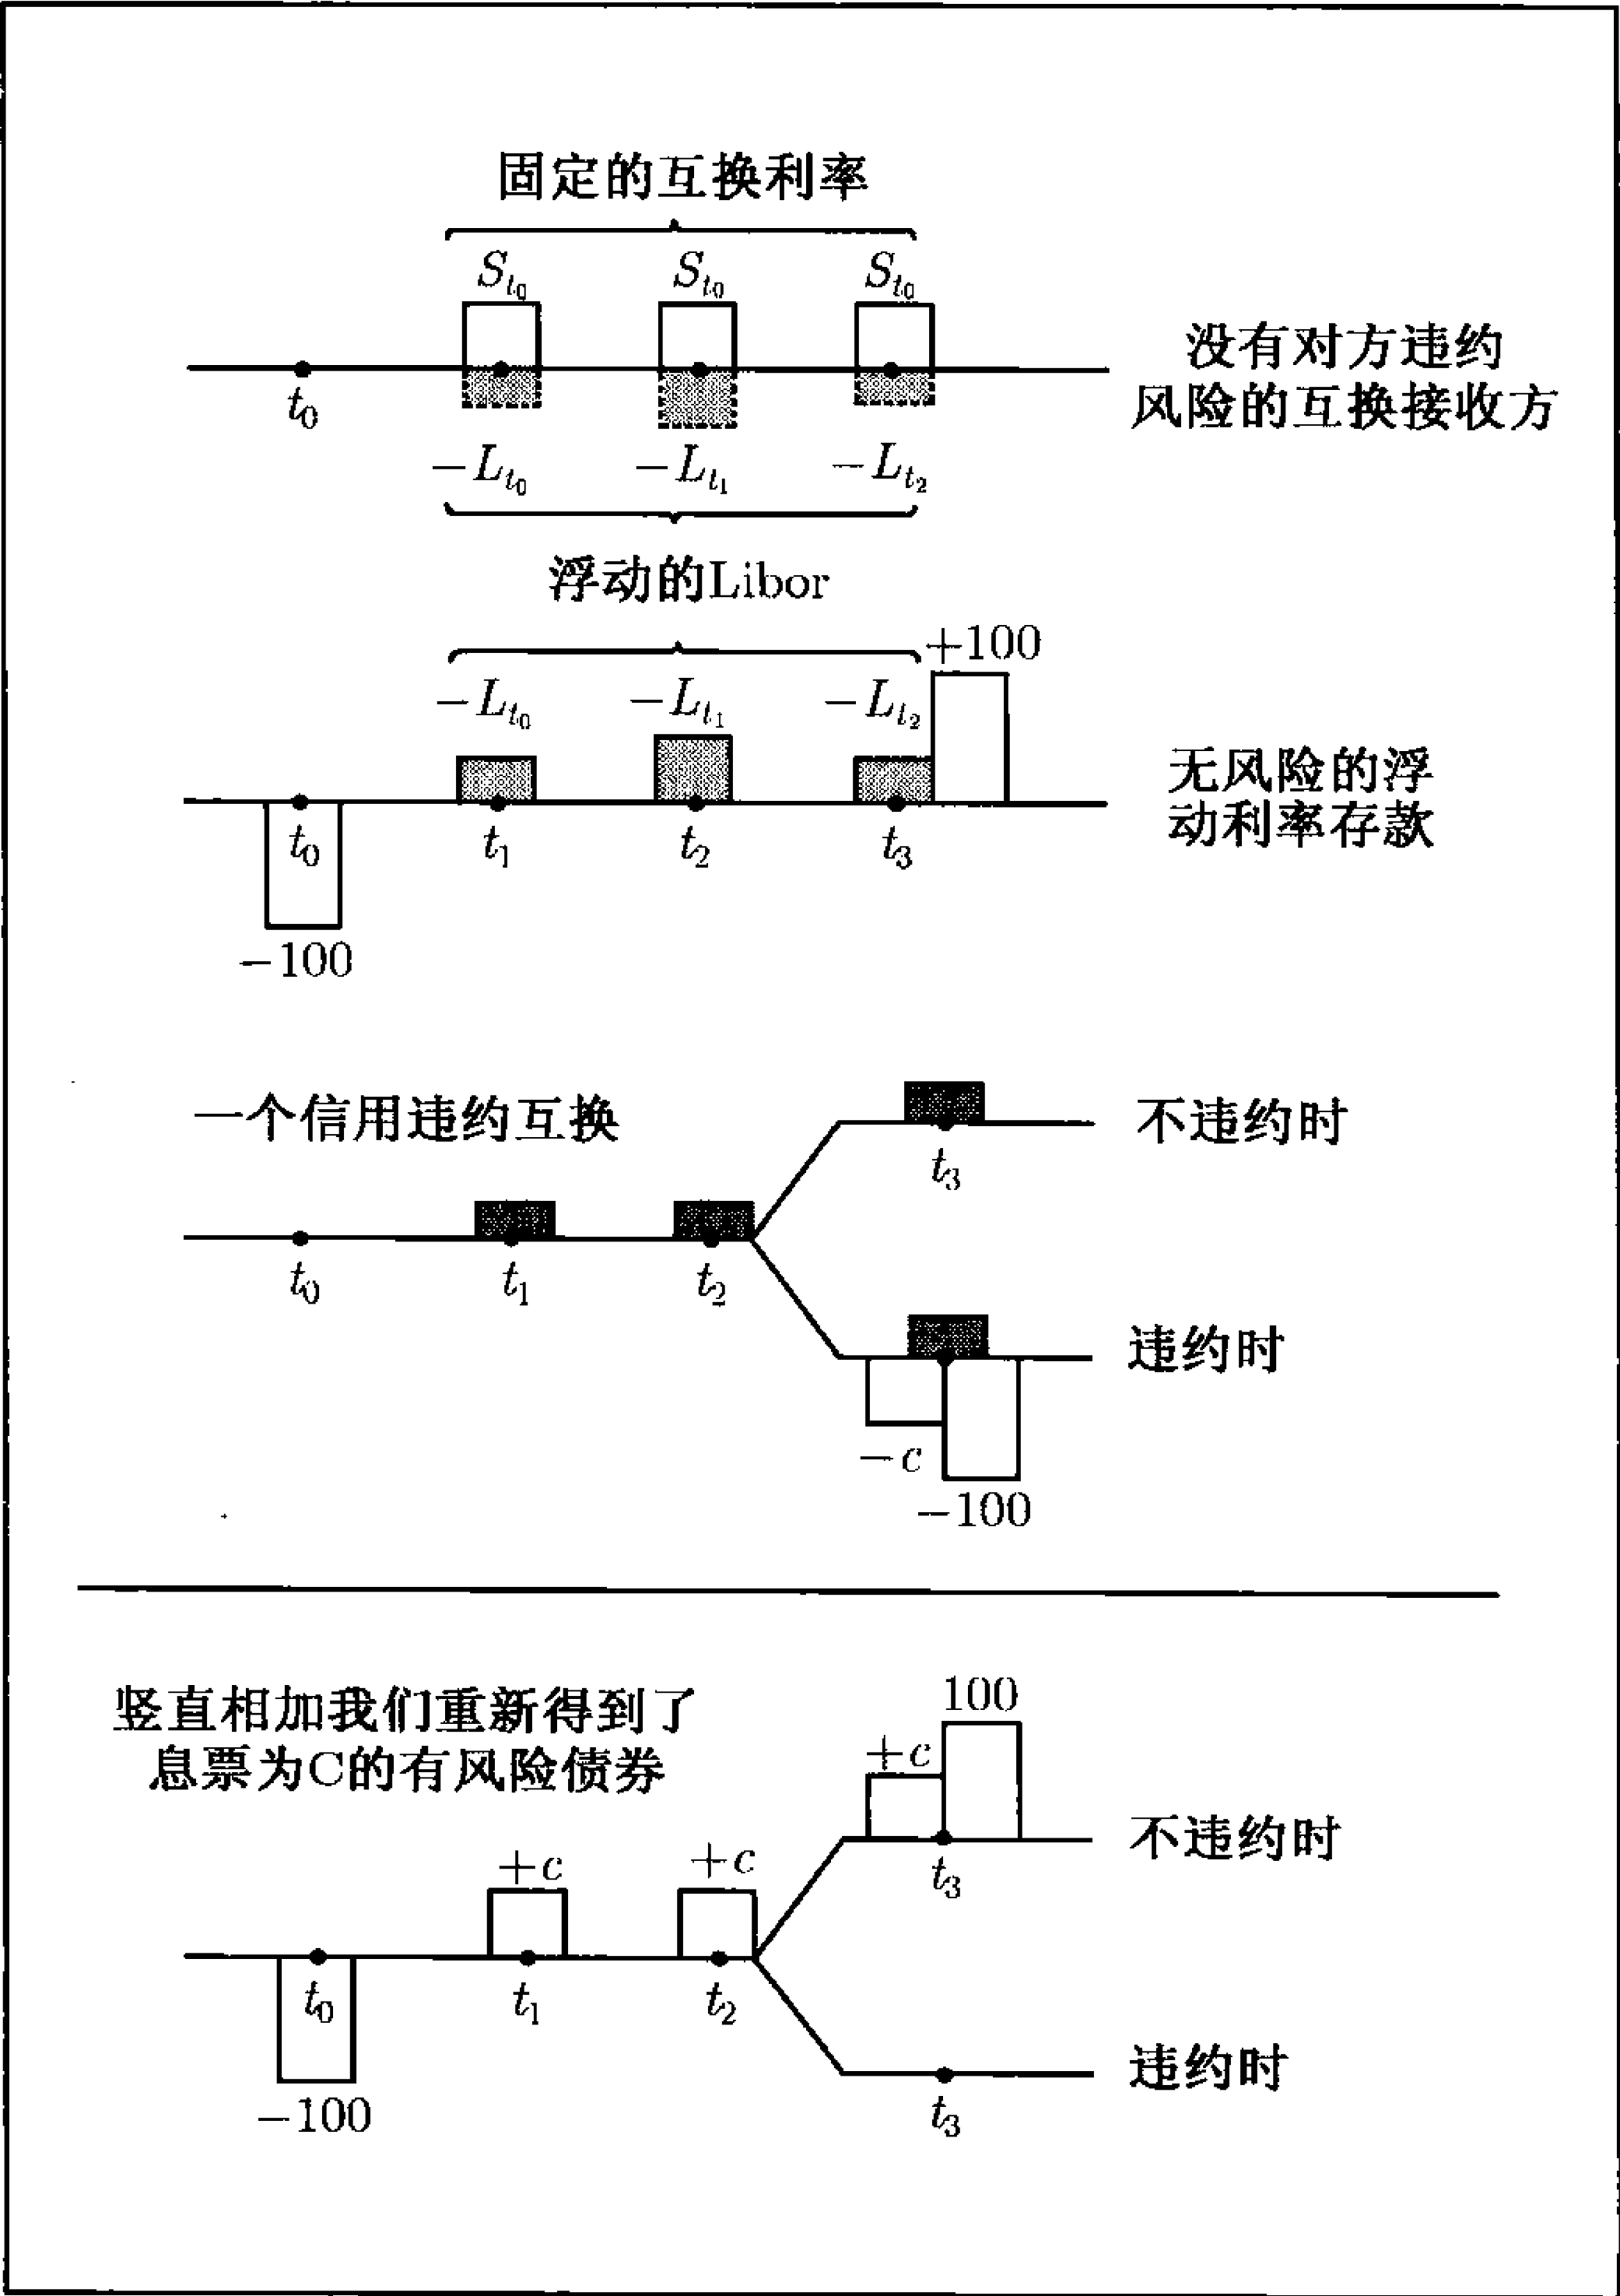 固定的互换利率
S_{t_0} S_{t_0} S_{t_0}
没有对方违约
风险的互换接收方
t_0
-L_{t_0} -L_{t_1} -L_{t_2}
浮动的Libor
+100
-L_{t_0} -L_{t_1} -L_{t_2}
无风险的浮
动利率存款
t_0 t_1 t_2 t_3
-100
一个信用违约互换
不违约时
t_3
t_0 t_1 t_2
违约时
-c
-100
竖直相加我们重新得到了
息票为C的有风险债券
100
+c
不违约时
+c +c
t_3
t_0 t_1 t_2
违约时
-100
t_3